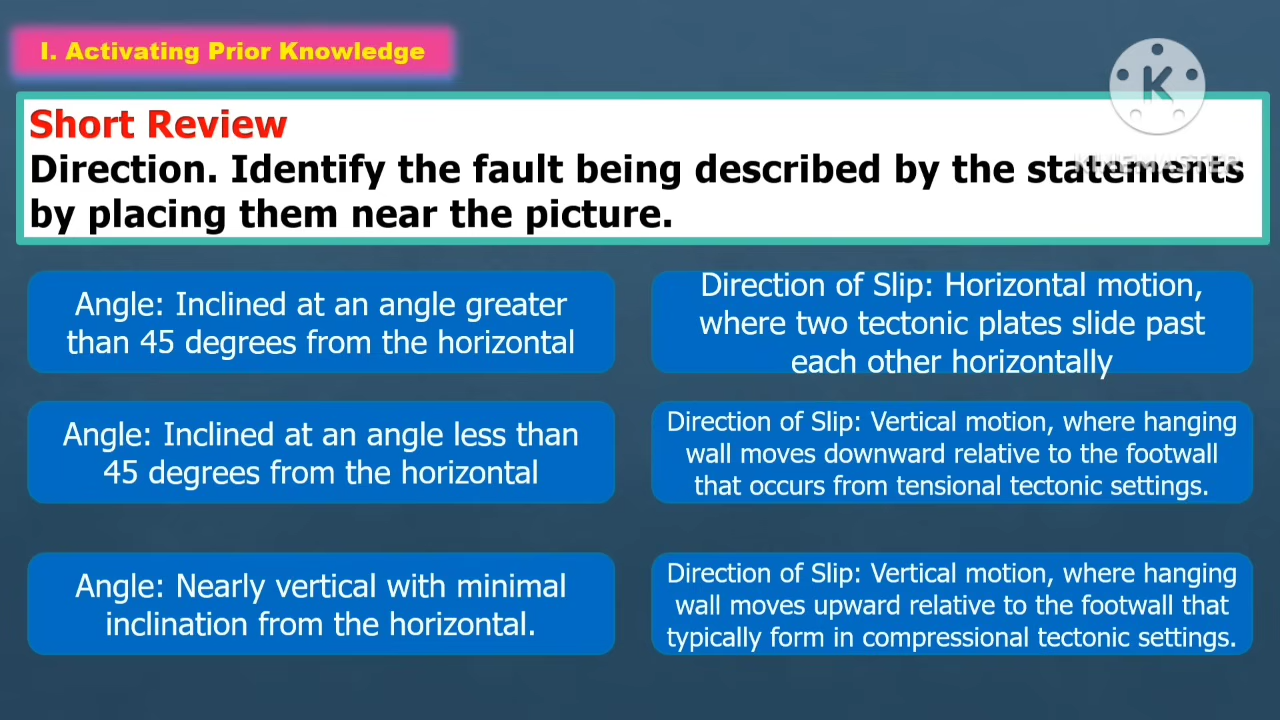 I. Activating Prior Knowledge
K
KINEMASTER
Short Review
Direction. Identify the fault being described by the statements
by placing them near the picture.
Angle: Inclined at an angle greater
than 45 degrees from the horizontal
Direction of Slip: Horizontal motion,
where two tectonic plates slide past
each other horizontally
Angle: Inclined at an angle less than
45 degrees from the horizontal
Direction of Slip: Vertical motion, where hanging
wall moves downward relative to the footwall
that occurs from tensional tectonic settings.
Angle: Nearly vertical with minimal
inclination from the horizontal.
Direction of Slip: Vertical motion, where hanging
wall moves upward relative to the footwall that
typically form in compressional tectonic settings.